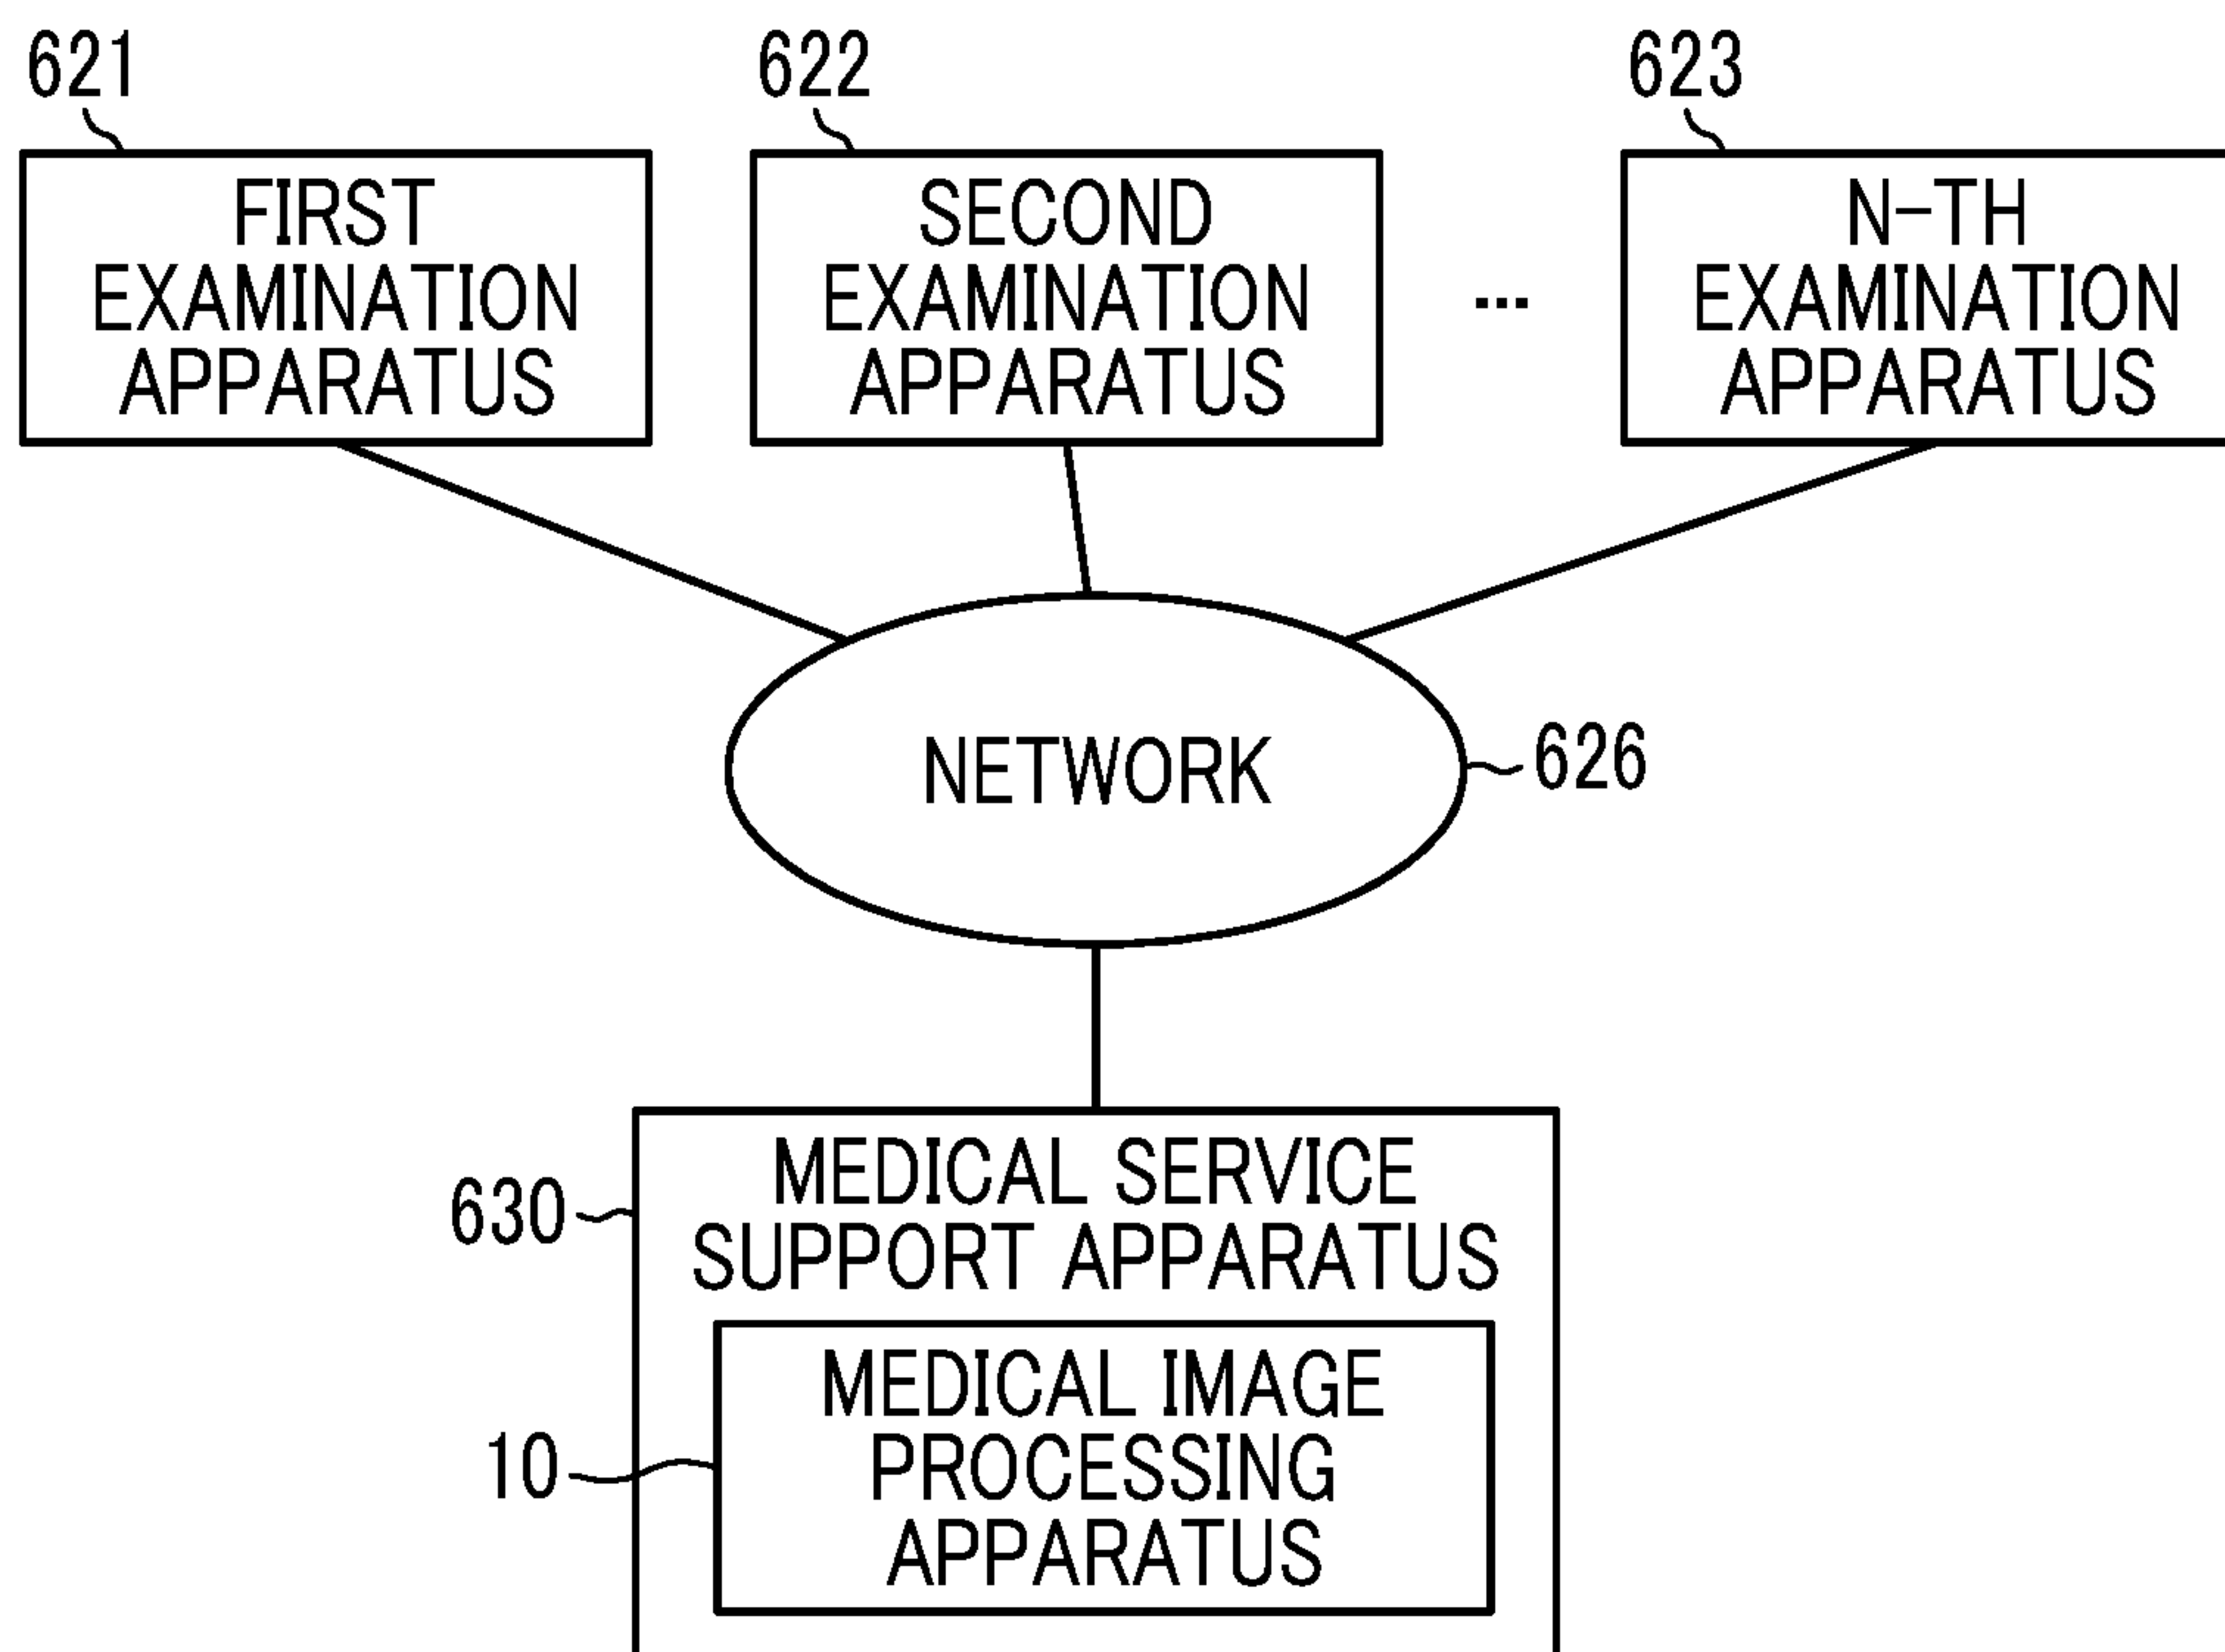 621
622
623
FIRST
EXAMINATION
APPARATUS
SECOND
EXAMINATION
APPARATUS
...
N-TH
EXAMINATION
APPARATUS
NETWORK
626
630
MEDICAL SERVICE
SUPPORT APPARATUS
10
MEDICAL IMAGE
PROCESSING
APPARATUS